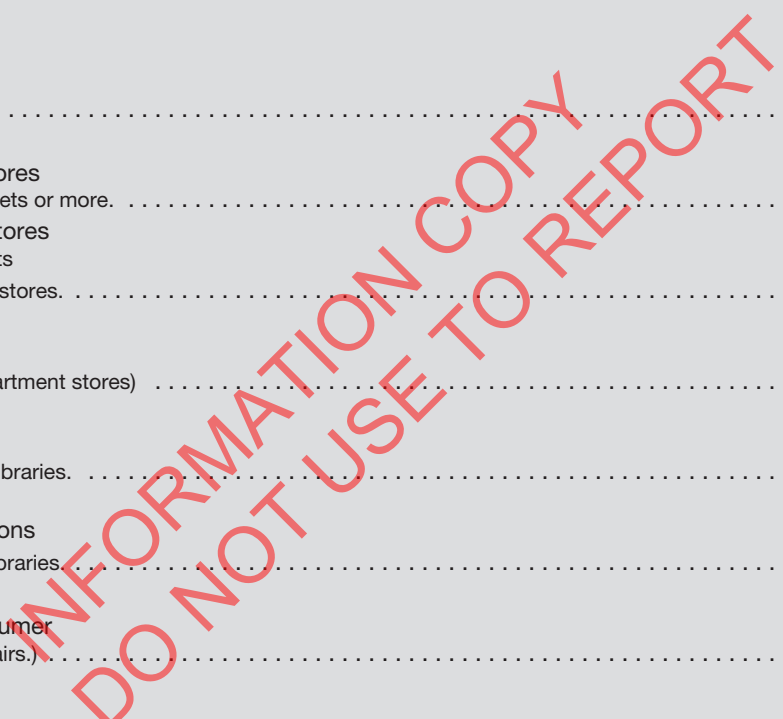 . . . . . . . . . . . . . . . . . . . . . . . . . . . . . . . . . . . . . . . . . . . . . . . . . . . . . . . . . .
ores
ets or more. . . . . . . . . . . . . . . . . . . . . . . . . . . . . . . . . . . . . . . . . . . . . . . . . . .
tores
ts
stores. . . . . . . . . . . . . . . . . . . . . . . . . . . . . . . . . . . . . . . . . . . . . . . . . . . . . .
artment stores) . . . . . . . . . . . . . . . . . . . . . . . . . . . . . . . . . . . . . . . . . . . . . . .
braries. . . . . . . . . . . . . . . . . . . . . . . . . . . . . . . . . . . . . . . . . . . . . . . . . . . . .
ons
braries. . . . . . . . . . . . . . . . . . . . . . . . . . . . . . . . . . . . . . . . . . . . . . . . . . . . . .
umer
airs.) . . . . . . . . . . . . . . . . . . . . . . . . . . . . . . . . . . . . . . . . . . . . . . . . . . . . . . .
INFORMATION COPY
DO NOT USE TO REPORT